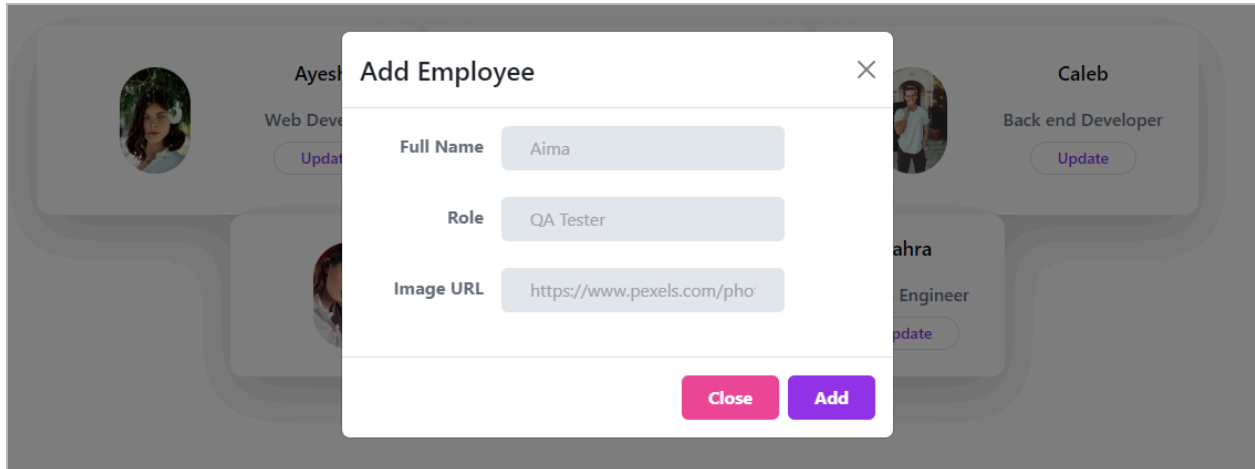 Add Employee
Caleb
Web
Back end Developer
Full Name
Aima
Update
Role
QA Tester
Engineer
Image URL
https://www.pexels.com/pho
Close
Add